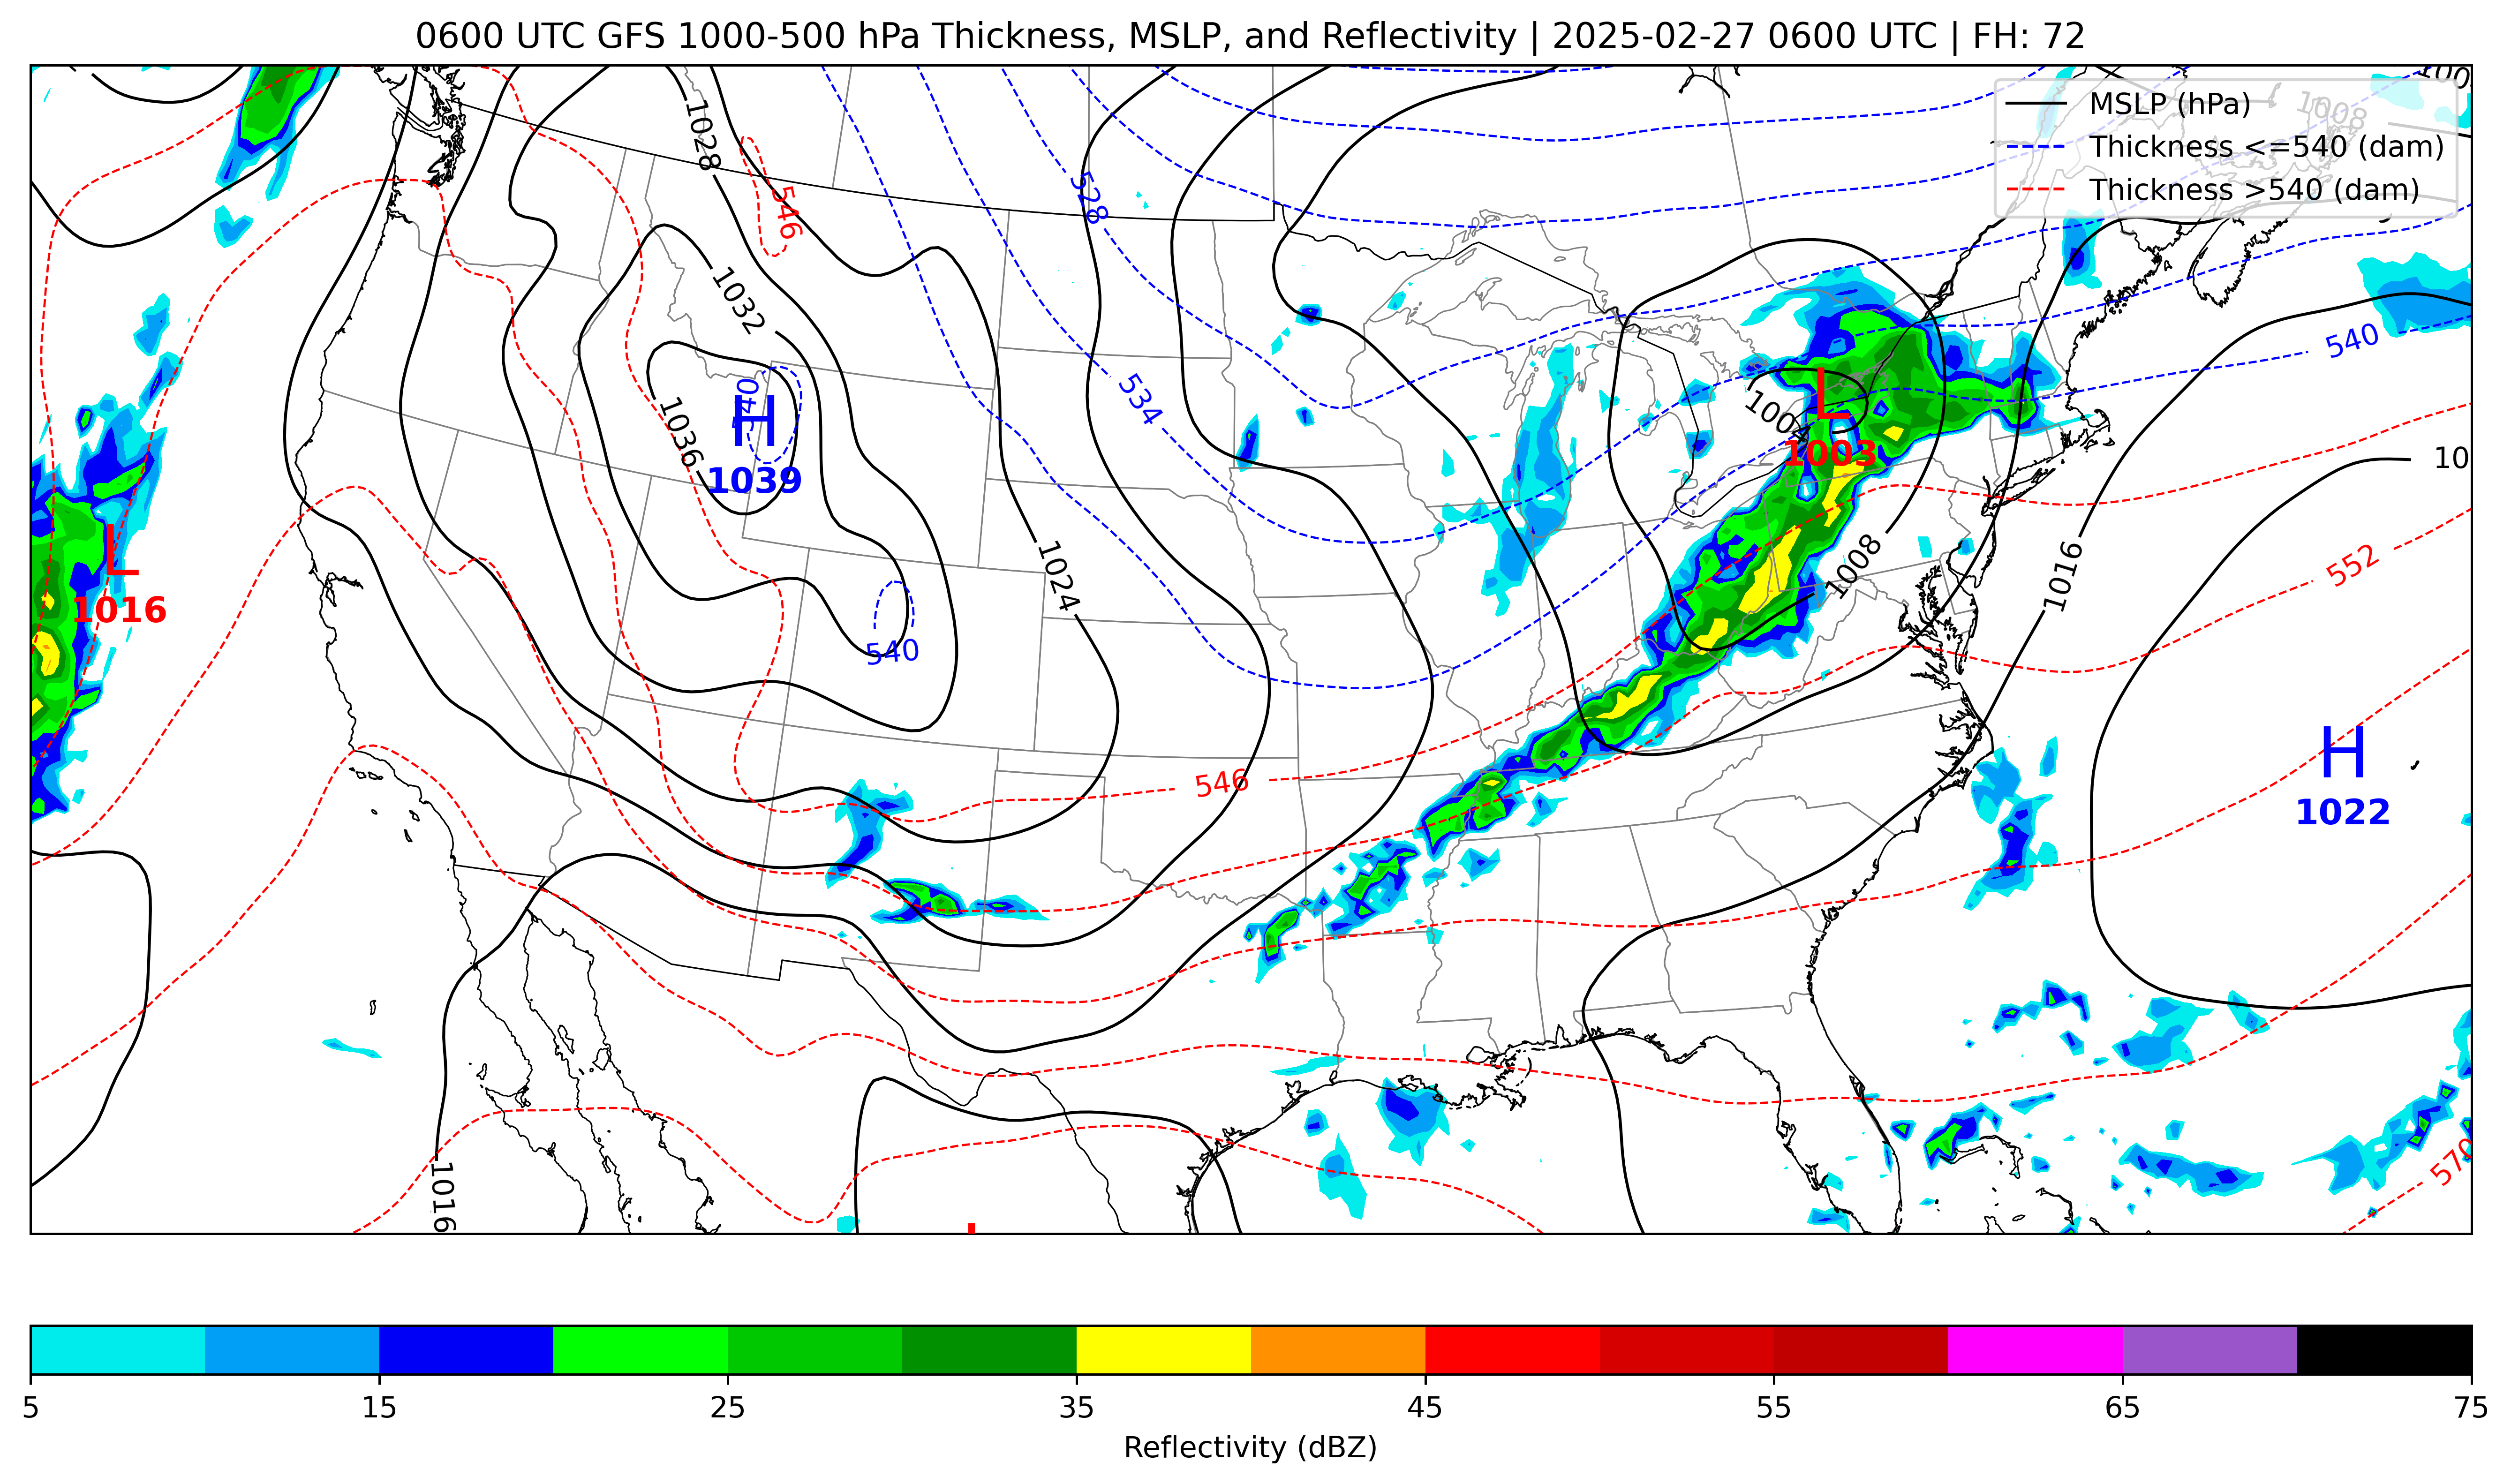 0600 UTC GFS 1000-500 hPa Thickness, MSLP, and Reflectivity | 2025-02-27 0600 UTC | FH: 72
MSLP (hPa)
Thickness <=540 (dam)
Thickness >540 (dam)
1008
1028
546
528
1032
540
534
1004
L
1003
540
H
1039
1036
10
L
1016
1024
1008
1016
552
540
546
H
1022
1016
570
5 15 25 35 45 55 65 75
Reflectivity (dBZ)